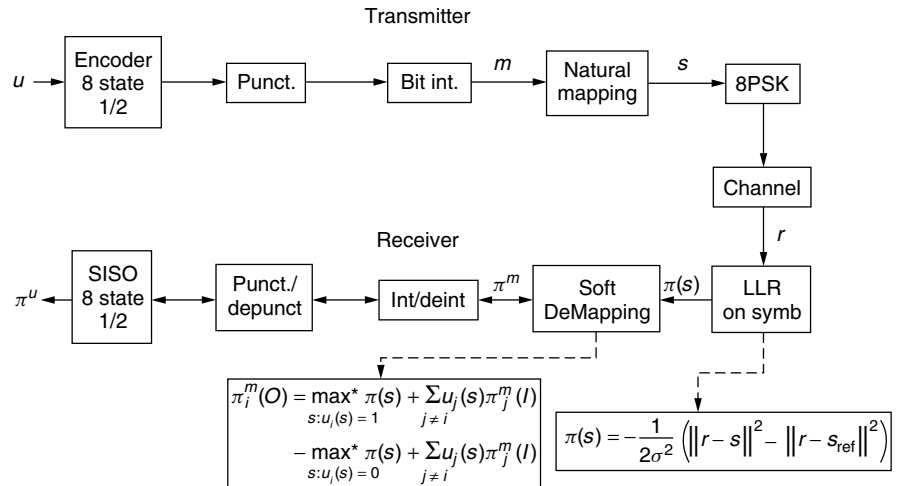 Transmitter
u
Encoder
8 state
1/2
Punct.
Bit int.
m
Natural
mapping
s
8PSK
Channel
r
Receiver
π^u
SISO
8 state
1/2
Punct./
depunct
Int/deint
π^m
Soft
DeMapping
π(s)
LLR
on symb
π_i^m(O) = max* π(s) + Σ u_j(s)π_j^m(I)
s:u_i(s) = 1 j ≠ i
− max* π(s) + Σ u_j(s)π_j^m(I)
s:u_i(s) = 0 j ≠ i
π(s) = −1/(2σ^2) (‖r − s‖^2 − ‖r − s_ref‖^2)